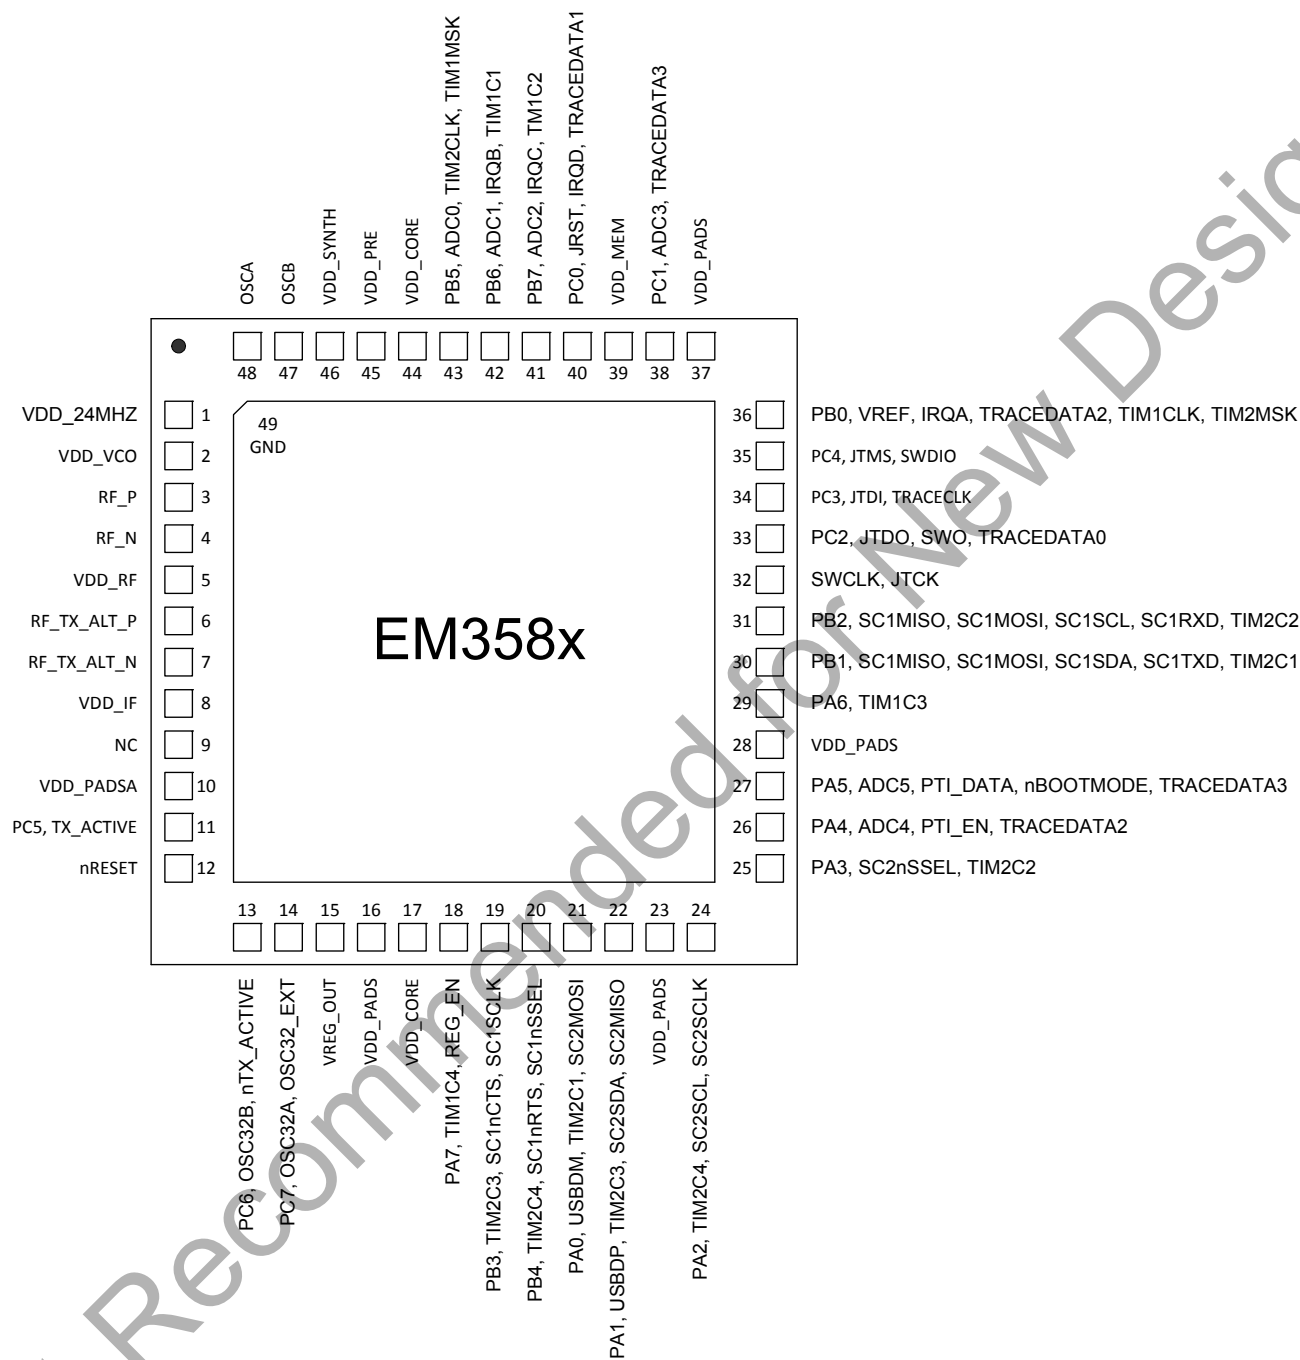 OSCA
OSCB
VDD_SYNTH
VDD_PRE
VDD_CORE
PB5, ADC0, TIM2CLK, TIM1MSK
PB6, ADC1, IRQB, TIM1C1
PB7, ADC2, IRQC, TM1C2
PC0, JRST, IRQD, TRACEDATA1
VDD_MEM
PC1, ADC3, TRACEDATA3
VDD_PADS
48 47 46 45 44 43 42 41 40 39 38 37
VDD_24MHZ 1
VDD_VCO 2
RF_P 3
RF_N 4
VDD_RF 5
RF_TX_ALT_P 6
RF_TX_ALT_N 7
VDD_IF 8
NC 9
VDD_PADSA 10
PC5, TX_ACTIVE 11
nRESET 12
49
GND
EM358x
36 PB0, VREF, IRQA, TRACEDATA2, TIM1CLK, TIM2MSK
35 PC4, JTMS, SWDIO
34 PC3, JTDI, TRACECLK
33 PC2, JTDO, SWO, TRACEDATA0
32 SWCLK, JTCK
31 PB2, SC1MISO, SC1MOSI, SC1SCL, SC1RXD, TIM2C2
30 PB1, SC1MISO, SC1MOSI, SC1SDA, SC1TXD, TIM2C1
29 PA6, TIM1C3
28 VDD_PADS
27 PA5, ADC5, PTI_DATA, nBOOTMODE, TRACEDATA3
26 PA4, ADC4, PTI_EN, TRACEDATA2
25 PA3, SC2nSSEL, TIM2C2
13 14 15 16 17 18 19 20 21 22 23 24
PC6, OSC32B, nTX_ACTIVE
PC7, OSC32A, OSC32_EXT
VREG_OUT
VDD_PADS
VDD_CORE
PA7, TIM1C4, REG_EN
PB3, TIM2C3, SC1nCTS, SC1SCLK
PB4, TIM2C4, SC1nRTS, SC1nSSEL
PA0, USBDM, TIM2C1, SC2MOSI
PA1, USBDP, TIM2C3, SC2SDA, SC2MISO
VDD_PADS
PA2, TIM2C4, SC2SCL, SC2SCLK
Recommended for New Desig